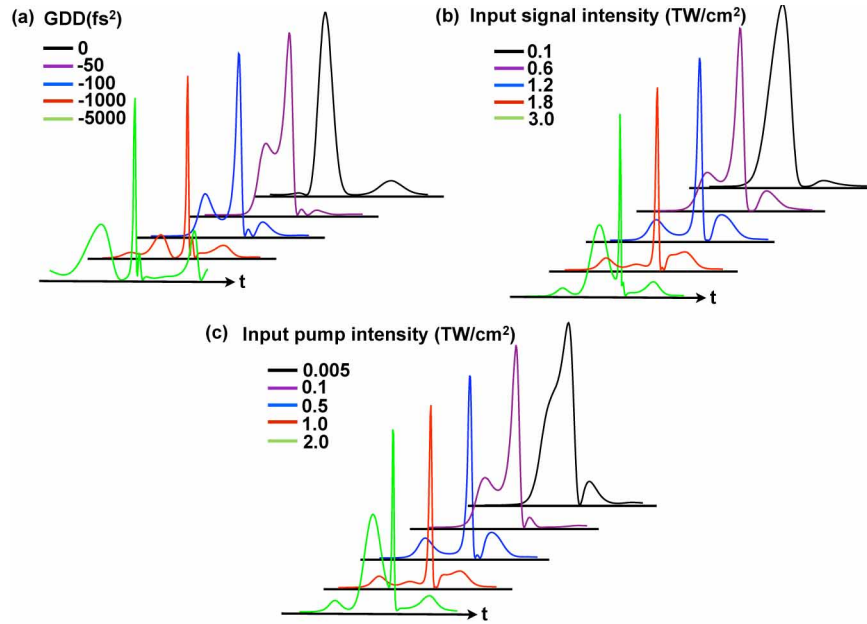 (a) GDD(fs²)
0
-50
-100
-1000
-5000
t
(b) Input signal intensity (TW/cm²)
0.1
0.6
1.2
1.8
3.0
t
(c) Input pump intensity (TW/cm²)
0.005
0.1
0.5
1.0
2.0
t